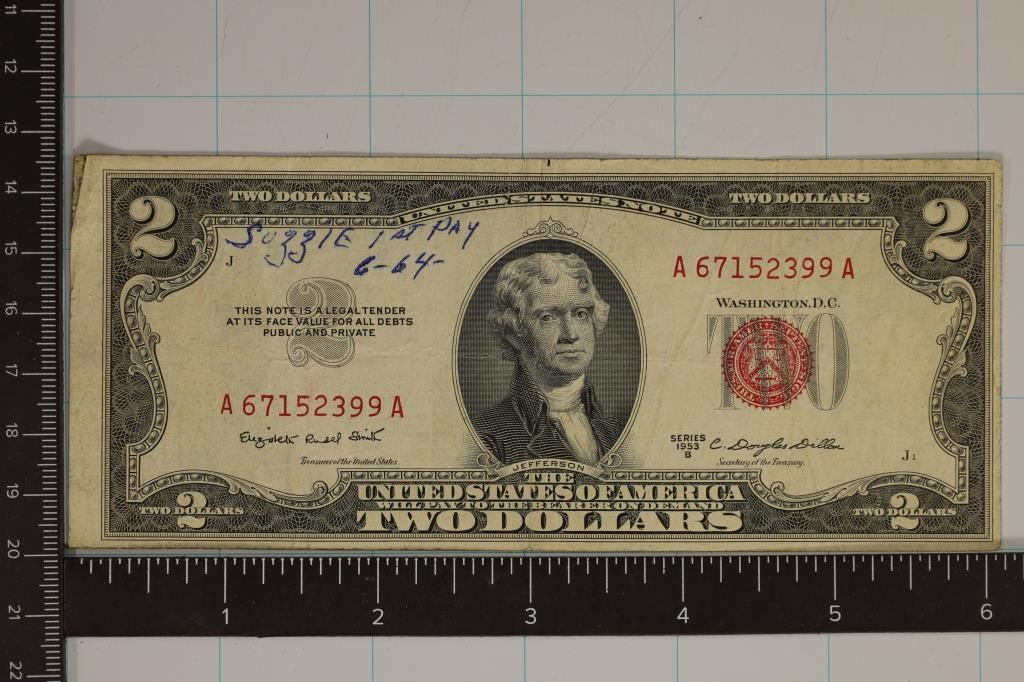 11
12
13
14
15
16
17
18
19
20
21
22
2 TWO DOLLARS UNITED STATES NOTE TWO DOLLARS 2
Suzzie 1st Pay
6-64-
J
A 67152399 A
WASHINGTON, D.C.
2
THIS NOTE IS A LEGAL TENDER
AT ITS FACE VALUE FOR ALL DEBTS
PUBLIC AND PRIVATE
TWO
A 67152399 A
Elizabeth Rudel Smith
Treasurer of the United States.
SERIES
1953
B
C. Douglas Dillon
Secretary of the Treasury.
J1
JEFFERSON
THE
UNITED STATES OF AMERICA
WILL PAY TO THE BEARER ON DEMAND
TWO DOLLARS
TWO DOLLARS 2
TWO DOLLARS 2
1 2 3 4 5 6